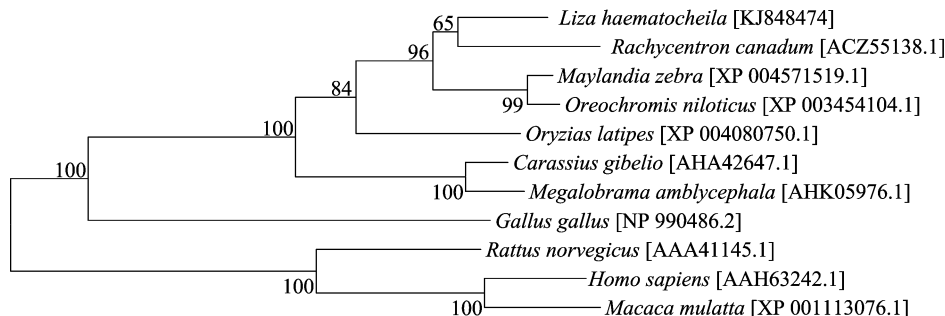 65 Liza haematocheila [KJ848474]
Rachycentron canadum [ACZ55138.1]
96
Maylandia zebra [XP 004571519.1]
84
99 Oreochromis niloticus [XP 003454104.1]
100 Oryzias latipes [XP 004080750.1]
Carassius gibelio [AHA42647.1]
100
100 Megalobrama amblycephala [AHK05976.1]
Gallus gallus [NP 990486.2]
Rattus norvegicus [AAA41145.1]
100 Homo sapiens [AAH63242.1]
100 Macaca mulatta [XP 001113076.1]